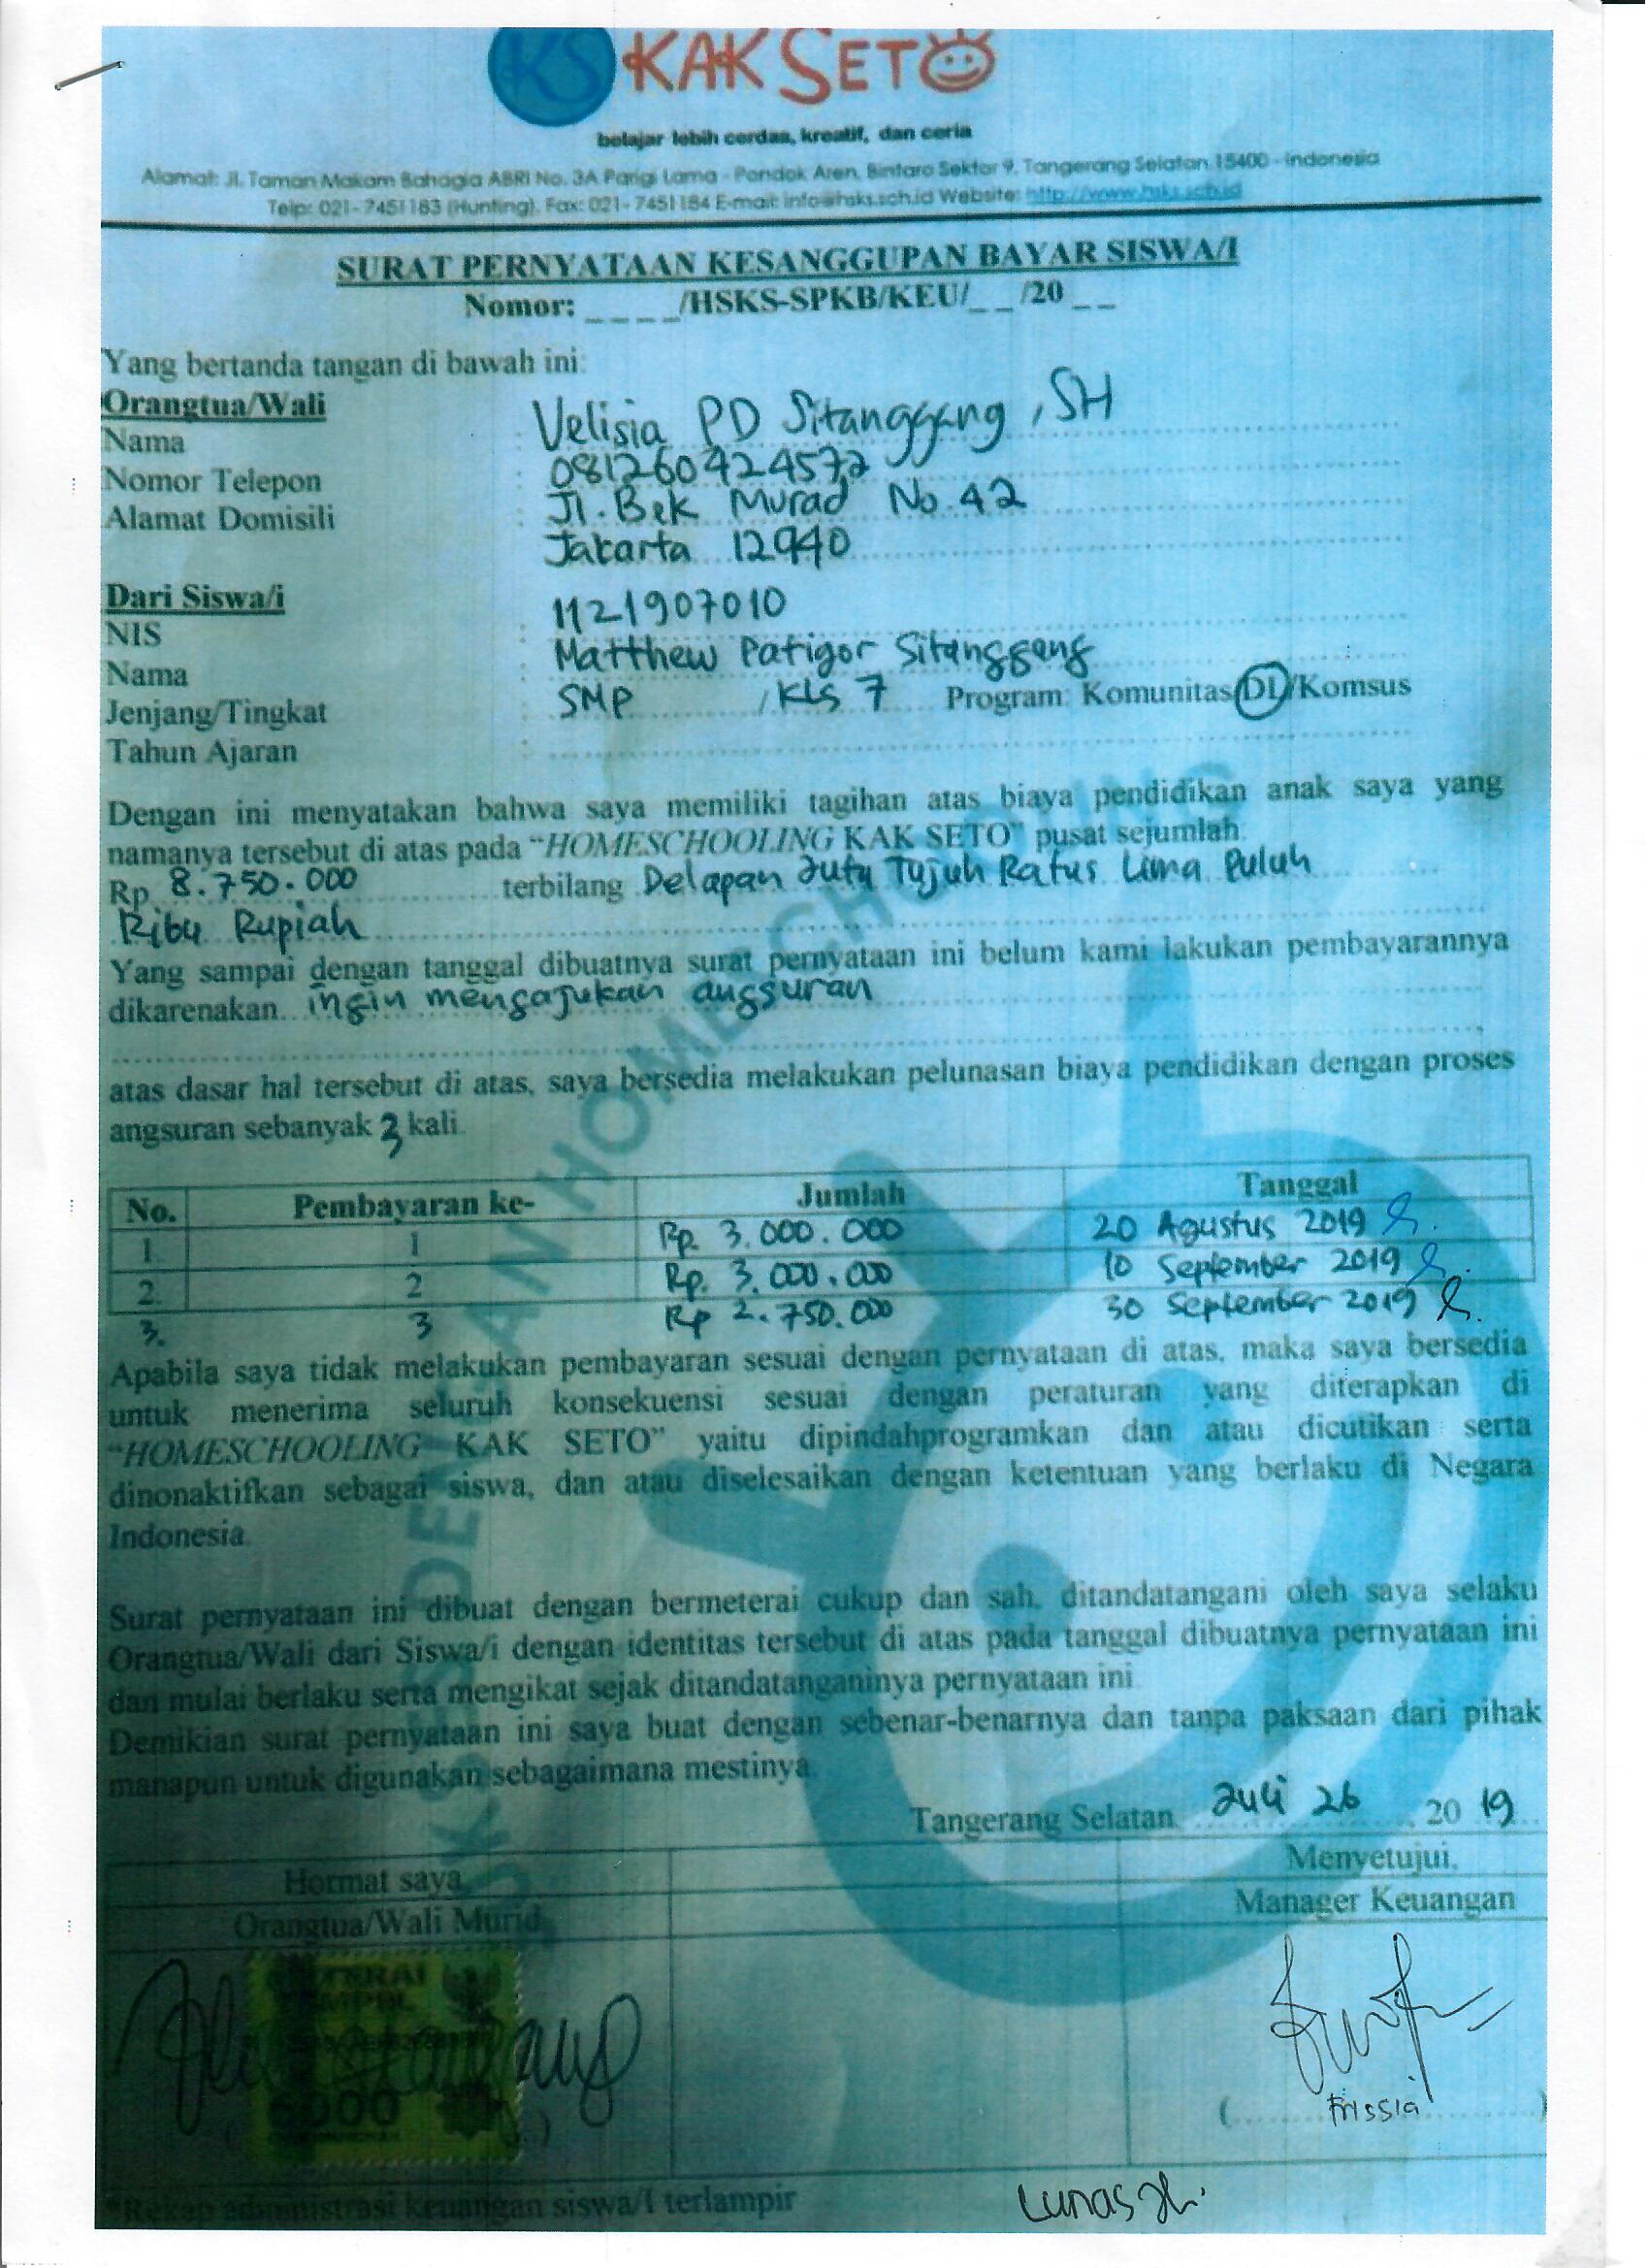 KS KAK SETO
belajar lebih cerdas, kreatif, dan ceria
Alamat: Jl. Taman Makam Bahagia ABRI No. 3A Parigi Lama - Pondok Aren, Bintaro Sektor 9, Tangerang Selatan 15400 - Indonesia
Telp: 021- 7451183 (Hunting), Fax: 021- 7451184 E-mail: info@hsks.sch.id Website: http://www.hsks.sch.id
SURAT PERNYATAAN KESANGGUPAN BAYAR SISWA/I
Nomor: _ _ _ _/HSKS-SPKB/KEU/_ _ /20 _ _
Yang bertanda tangan di bawah ini:
Orangtua/Wali
Nama : Velisia PD Sitanggang, SH
Nomor Telepon : 081260424572
Alamat Domisili : Jl. Bek Murad No. 42
Jakarta 12940
Dari Siswa/i
NIS : 1121907010
Nama : Matthew Patigor Sitanggang
Jenjang/Tingkat : SMP / Kls 7 Program: Komunitas/DL/Komsus
Tahun Ajaran :
Dengan ini menyatakan bahwa saya memiliki tagihan atas biaya pendidikan anak saya yang
namanya tersebut di atas pada "HOMESCHOOLING KAK SETO" pusat sejumlah:
Rp. 8.750.000 terbilang Delapan Juta Tujuh Ratus Lima Puluh
Ribu Rupiah
Yang sampai dengan tanggal dibuatnya surat pernyataan ini belum kami lakukan pembayarannya
dikarenakan ingin mengajukan angsuran
atas dasar hal tersebut di atas, saya bersedia melakukan pelunasan biaya pendidikan dengan proses
angsuran sebanyak 3 kali.
No. Pembayaran ke- Jumlah Tanggal
1. 1 Rp. 3.000.000 20 Agustus 2019
2. 2 Rp. 3.000.000 10 September 2019
3. 3 Rp 2.750.000 30 September 2019
Apabila saya tidak melakukan pembayaran sesuai dengan pernyataan di atas, maka saya bersedia
untuk menerima seluruh konsekuensi sesuai dengan peraturan yang diterapkan di
"HOMESCHOOLING KAK SETO" yaitu dipindahprogramkan dan atau dicutikan serta
dinonaktifkan sebagai siswa, dan atau diselesaikan dengan ketentuan yang berlaku di Negara
Indonesia.
Surat pernyataan ini dibuat dengan bermeterai cukup dan sah, ditandatangani oleh saya selaku
Orangtua/Wali dari Siswa/i dengan identitas tersebut di atas pada tanggal dibuatnya pernyataan ini
dan mulai berlaku serta mengikat sejak ditandatanganinya pernyataan ini.
Demikian surat pernyataan ini saya buat dengan sebenar-benarnya dan tanpa paksaan dari pihak
manapun untuk digunakan sebagaimana mestinya.
Tangerang Selatan, Juli 26, 20 19
Hormat saya, Menyetujui,
Orangtua/Wali Murid Manager Keuangan
METERAI
TEMPEL
6000
( Frissia )
*Rekap administrasi keuangan siswa/I terlampir
Lunas